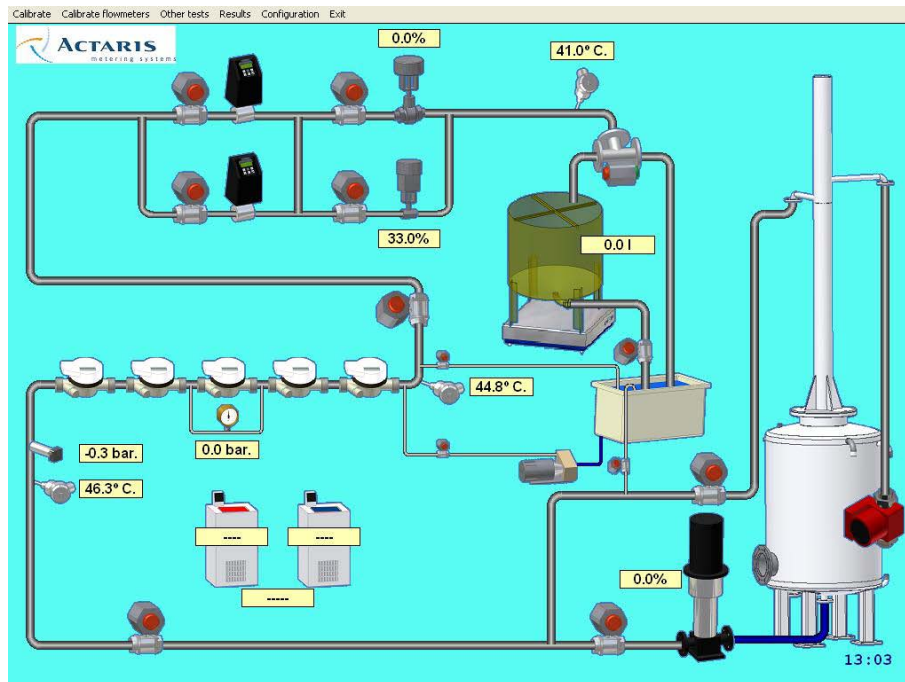 Calibrate Calibrate flowmeters Other tests Results Configuration Exit
ACTARIS
metering systems
0.0%
41.0º C.
33.0%
0.0 l
44.8º C.
-0.3 bar.
0.0 bar.
46.3º C.
---- ----
-----
0.0%
13:03